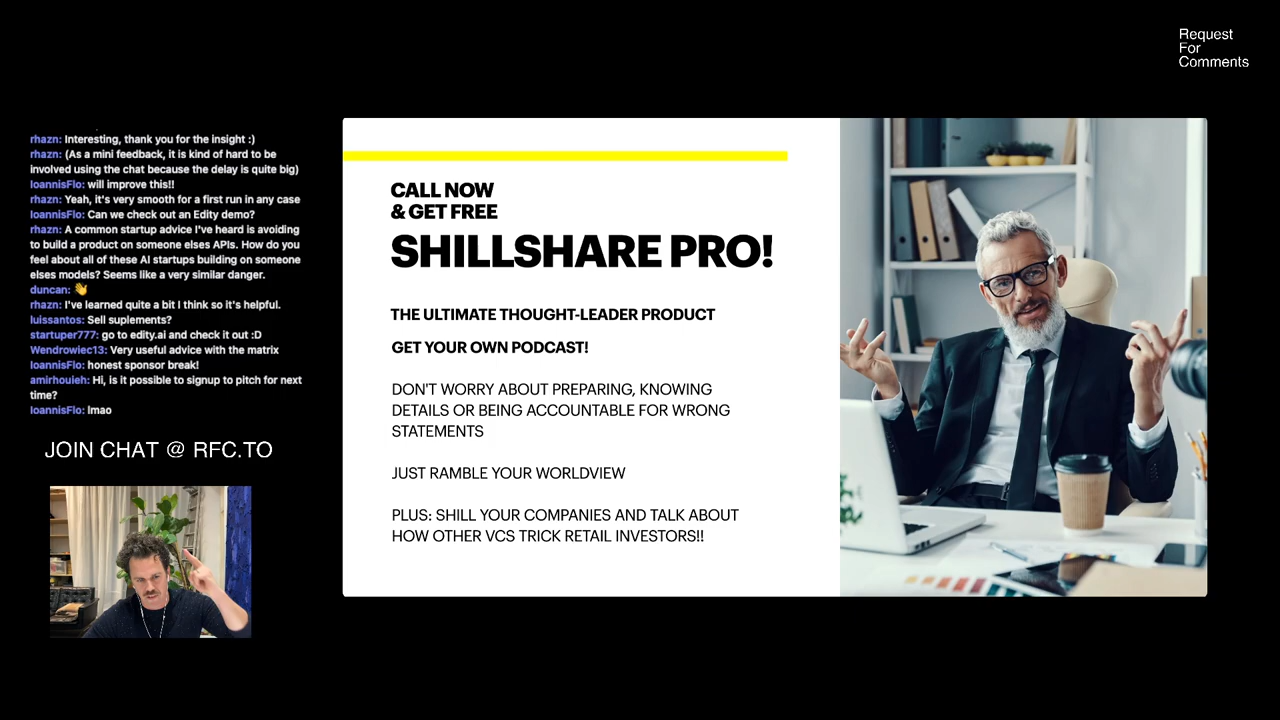 Request
For
Comments
rhazn: Interesting, thank you for the insight :)
rhazn: (As a mini feedback, it is kind of hard to be
involved using the chat because the delay is quite big)
IoannisFlo: will improve this!!
rhazn: Yeah, it's very smooth for a first run in any case
IoannisFlo: Can we check out an Edity demo?
rhazn: A common startup advice I've heard is avoiding
to build a product on someone elses APIs. How do you
feel about all of these AI startups building on someone
elses models? Seems like a very similar danger.
duncan: 👋
rhazn: I've learned quite a bit I think so it's helpful.
luissantos: Sell suplements?
startuper777: go to edity.ai and check it out :D
Wendrowiec13: Very useful advice with the matrix
IoannisFlo: honest sponsor break!
amirhouieh: Hi, is it possible to signup to pitch for next
time?
IoannisFlo: lmao
JOIN CHAT @ RFC.TO
CALL NOW
& GET FREE
SHILLSHARE PRO!
THE ULTIMATE THOUGHT-LEADER PRODUCT
GET YOUR OWN PODCAST!
DON'T WORRY ABOUT PREPARING, KNOWING
DETAILS OR BEING ACCOUNTABLE FOR WRONG
STATEMENTS
JUST RAMBLE YOUR WORLDVIEW
PLUS: SHILL YOUR COMPANIES AND TALK ABOUT
HOW OTHER VCS TRICK RETAIL INVESTORS!!